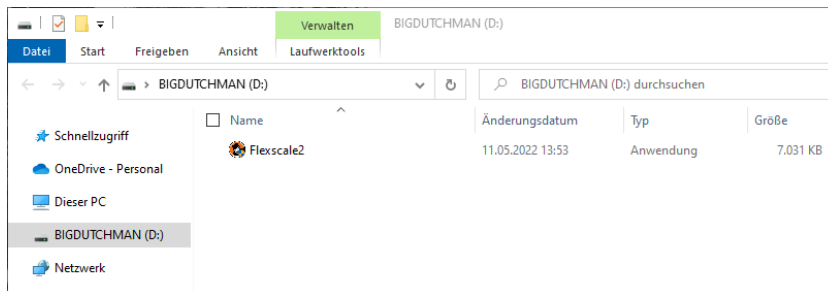 Verwalten BIGDUTCHMAN (D:)
Datei Start Freigeben Ansicht Laufwerktools
BIGDUTCHMAN (D:) BIGDUTCHMAN (D:) durchsuchen
Name Änderungsdatum Typ Größe
Schnellzugriff
Flexscale2 11.05.2022 13:53 Anwendung 7.031 KB
OneDrive - Personal
Dieser PC
BIGDUTCHMAN (D:)
Netzwerk